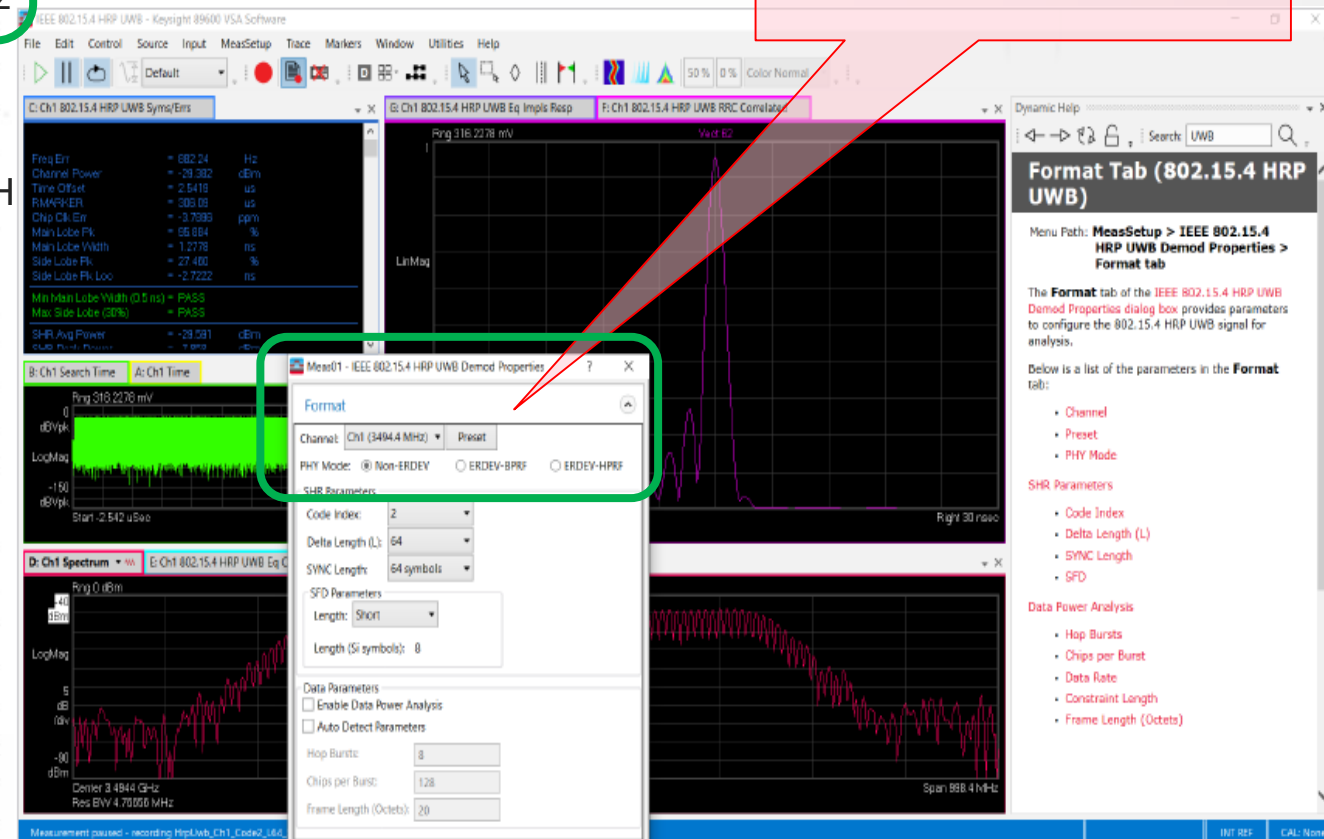 2
IEEE 802.15.4 HRP UWB - Keysight 89600 VSA Software
File Edit Control Source Input MeasSetup Trace Markers Window Utilities Help
Default 50 % 0 % Color Normal
C: Ch1 802.15.4 HRP UWB Syms/Errs
Freq Err = 602.24 Hz
Channel Power = -29.382 dBm
Time Offset = 2.5419 us
RMARKER = 306.09 us
Chip Clk Err = -3.7896 ppm
Main Lobe Pk = 95.884 %
Main Lobe Width = 1.2778 ns
Side Lobe Pk = 27.460 %
Side Lobe Pk Loc = -2.7222 ns
Min Main Lobe Width (0.5 ns) = PASS
Max Side Lobe (30%) = PASS
SHR Avg Power = -29.591 dBm
H
G: Ch1 802.15.4 HRP UWB Eq Impls Resp F: Ch1 802.15.4 HRP UWB RRC Correlated
Rng 316.2278 mV
1
LinMag
Right 30 nsec
B: Ch1 Search Time A: Ch1 Time
Rng 316.2278 mV
0
dBVpk
LogMag
-150
dBVpk
Start -2.542 uSec
D: Ch1 Spectrum E: Ch1 802.15.4 HRP UWB Eq C
Rng 0 dBm
-40
dBm
LogMag
5
dB
/div
-90
dBm
Center 3.4944 GHz
Res BW 4.76656 MHz
Span 998.4 MHz
Meas01 - IEEE 802.15.4 HRP UWB Demod Properties ? X
Format
Channel: Ch1 (3494.4 MHz) Preset
PHY Mode: Non-ERDEV ERDEV-BPRF ERDEV-HPRF
SHR Parameters
Code Index: 2
Delta Length (L): 64
SYNC Length: 64 symbols
SFD Parameters
Length: Short
Length (Si symbols): 8
Data Parameters
Enable Data Power Analysis
Auto Detect Parameters
Hop Bursts: 8
Chips per Burst: 128
Frame Length (Octets): 20
Dynamic Help
Search: UWB
Format Tab (802.15.4 HRP
UWB)
Menu Path: MeasSetup > IEEE 802.15.4
HRP UWB Demod Properties >
Format tab
The Format tab of the IEEE 802.15.4 HRP UWB
Demod Properties dialog box provides parameters
to configure the 802.15.4 HRP UWB signal for
analysis.
Below is a list of the parameters in the Format
tab:
• Channel
• Preset
• PHY Mode
SHR Parameters
• Code Index
• Delta Length (L)
• SYNC Length
• SFD
Data Power Analysis
• Hop Bursts
• Chips per Burst
• Data Rate
• Constraint Length
• Frame Length (Octets)
Measurement paused - recording HrpUwb_Ch1_Code2_L64_
INT REF CAL: None